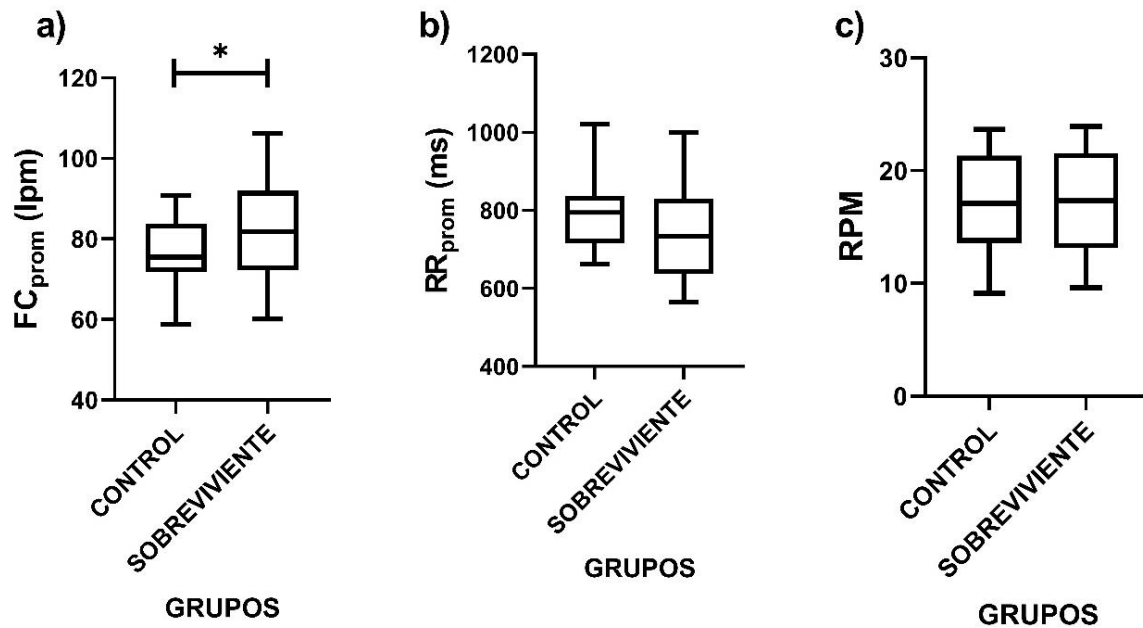 a)
*
FCprom (lpm)
120
100
80
60
40
CONTROL
SOBREVIVIENTE
GRUPOS
b)
RRprom (ms)
1200
1000
800
600
400
CONTROL
SOBREVIVIENTE
GRUPOS
c)
RPM
30
20
10
0
CONTROL
SOBREVIVIENTE
GRUPOS